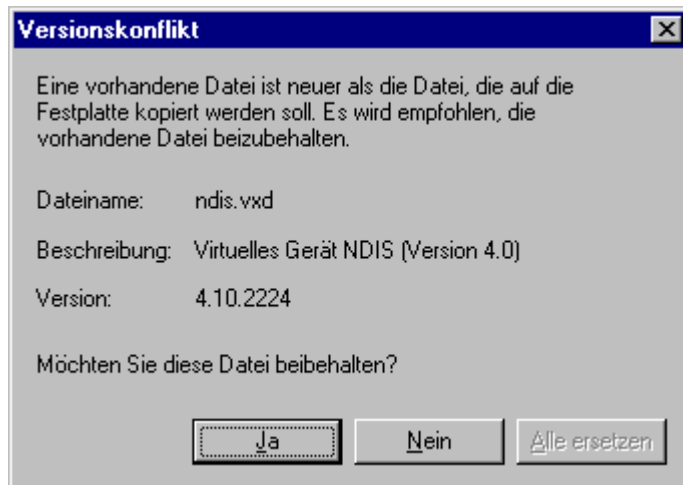 Versionskonflikt
Eine vorhandene Datei ist neuer als die Datei, die auf die
Festplatte kopiert werden soll. Es wird empfohlen, die
vorhandene Datei beizubehalten.
Dateiname: ndis.vxd
Beschreibung: Virtuelles Gerät NDIS (Version 4.0)
Version: 4.10.2224
Möchten Sie diese Datei beibehalten?
Ja Nein Alle ersetzen